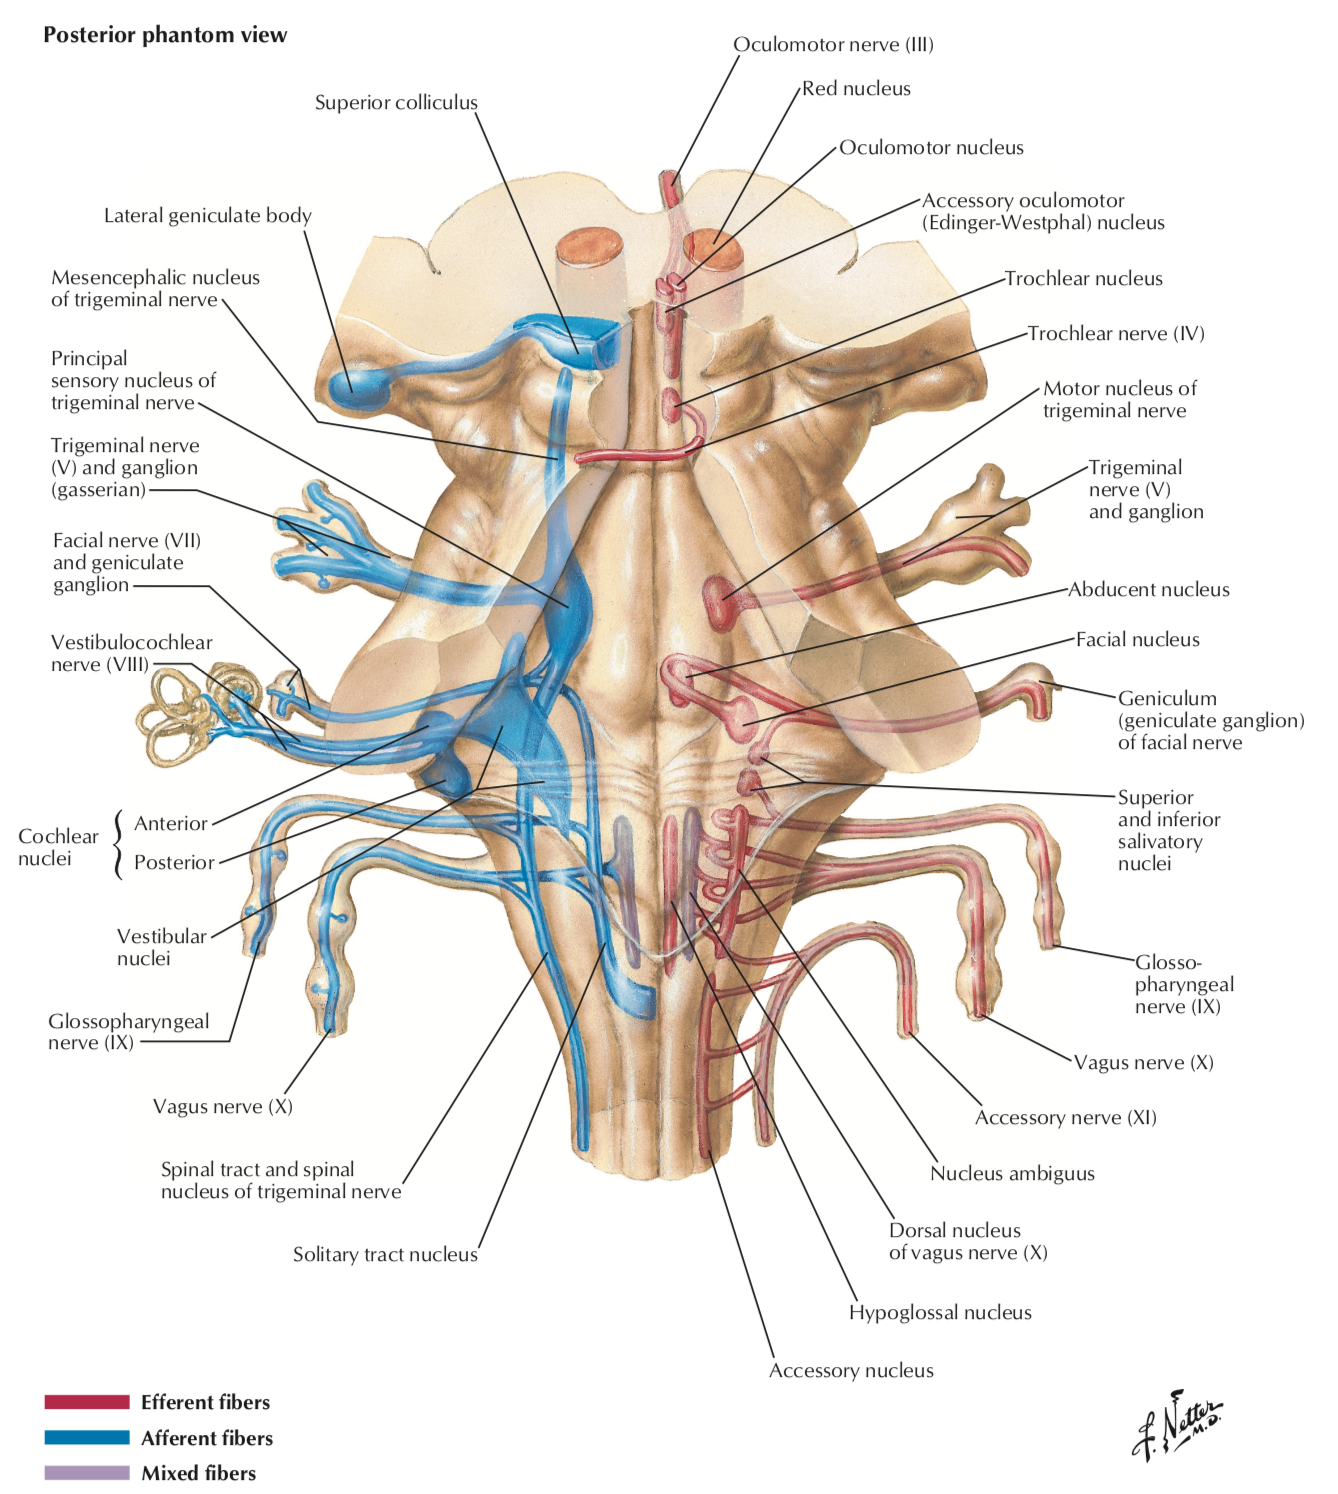 Posterior phantom view
Oculomotor nerve (III)
Red nucleus
Superior colliculus
Oculomotor nucleus
Accessory oculomotor
(Edinger-Westphal) nucleus
Lateral geniculate body
Mesencephalic nucleus
of trigeminal nerve
Trochlear nucleus
Trochlear nerve (IV)
Principal
sensory nucleus of
trigeminal nerve
Motor nucleus of
trigeminal nerve
Trigeminal nerve
(V) and ganglion
(gasserian)
Trigeminal
nerve (V)
and ganglion
Facial nerve (VII)
and geniculate
ganglion
Abducent nucleus
Facial nucleus
Vestibulocochlear
nerve (VIII)
Geniculum
(geniculate ganglion)
of facial nerve
Superior
and inferior
salivatory
nuclei
Cochlear
nuclei
Anterior
Posterior
Vestibular
nuclei
Glosso-
pharyngeal
nerve (IX)
Glossopharyngeal
nerve (IX)
Vagus nerve (X)
Vagus nerve (X)
Accessory nerve (XI)
Spinal tract and spinal
nucleus of trigeminal nerve
Nucleus ambiguus
Solitary tract nucleus
Dorsal nucleus
of vagus nerve (X)
Hypoglossal nucleus
Accessory nucleus
Efferent fibers
Afferent fibers
Mixed fibers
F. Netter
M.D.